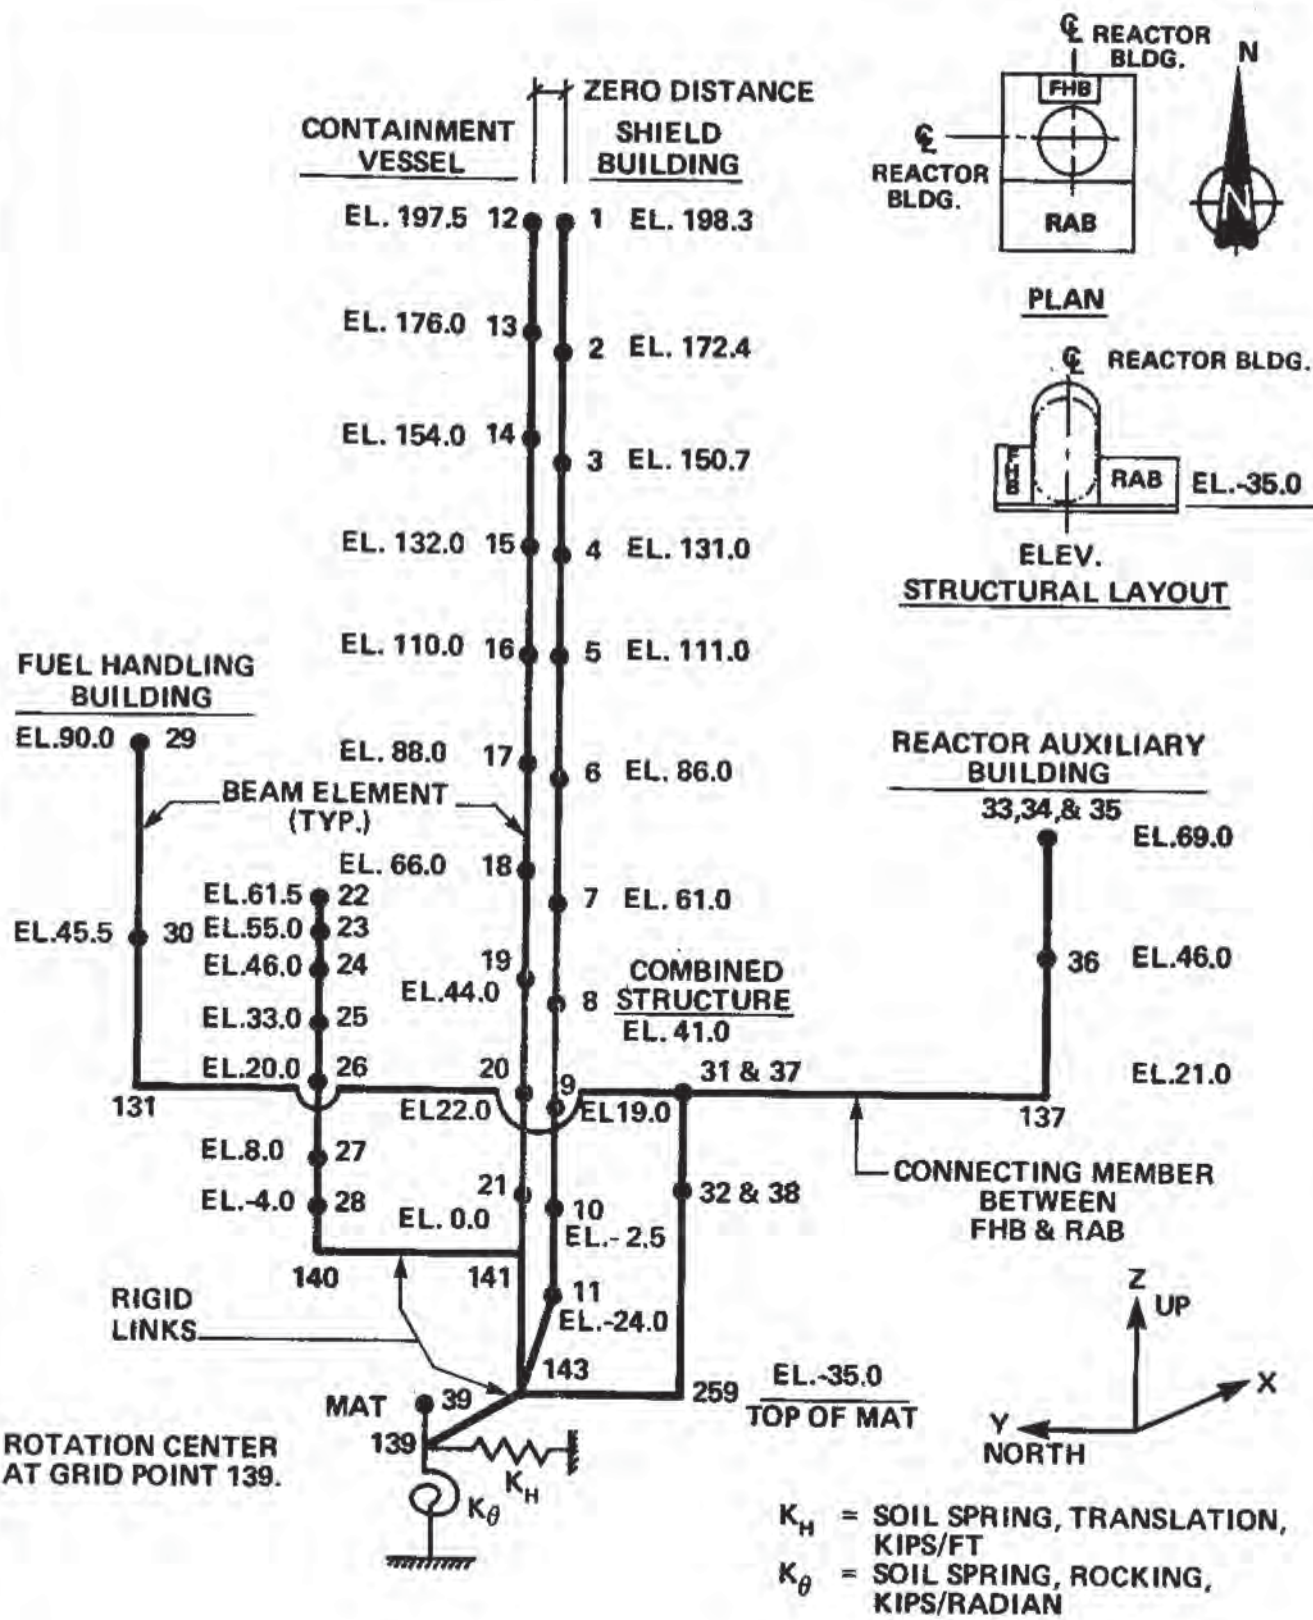 ℄ REACTOR
BLDG.
N
FHB
℄
REACTOR
BLDG.
RAB
N
PLAN
℄ REACTOR BLDG.
FHB
RAB
EL.-35.0
ELEV.
STRUCTURAL LAYOUT
ZERO DISTANCE
CONTAINMENT
VESSEL
SHIELD
BUILDING
EL. 197.5 12
1 EL. 198.3
EL. 176.0 13
2 EL. 172.4
EL. 154.0 14
3 EL. 150.7
EL. 132.0 15
4 EL. 131.0
EL. 110.0 16
5 EL. 111.0
FUEL HANDLING
BUILDING
EL.90.0 29
EL. 88.0 17
6 EL. 86.0
BEAM ELEMENT
(TYP.)
EL. 66.0 18
7 EL. 61.0
REACTOR AUXILIARY
BUILDING
33,34,& 35
EL.69.0
EL.61.5 22
EL.45.5 30
EL.55.0 23
EL.46.0 24
19
EL.44.0
COMBINED
8 STRUCTURE
EL. 41.0
36 EL.46.0
EL.33.0 25
EL.20.0 26
20
EL22.0
9
EL19.0
31 & 37
EL.21.0
131
137
EL.8.0 27
EL.-4.0 28
21
EL. 0.0
10
EL.-2.5
32 & 38
CONNECTING MEMBER
BETWEEN
FHB & RAB
140
141
11
EL.-24.0
RIGID
LINKS
143
259
EL.-35.0
TOP OF MAT
MAT 39
139
ROTATION CENTER
AT GRID POINT 139.
K_H
K_θ
Z
UP
X
Y
NORTH
K_H = SOIL SPRING, TRANSLATION,
KIPS/FT
K_θ = SOIL SPRING, ROCKING,
KIPS/RADIAN